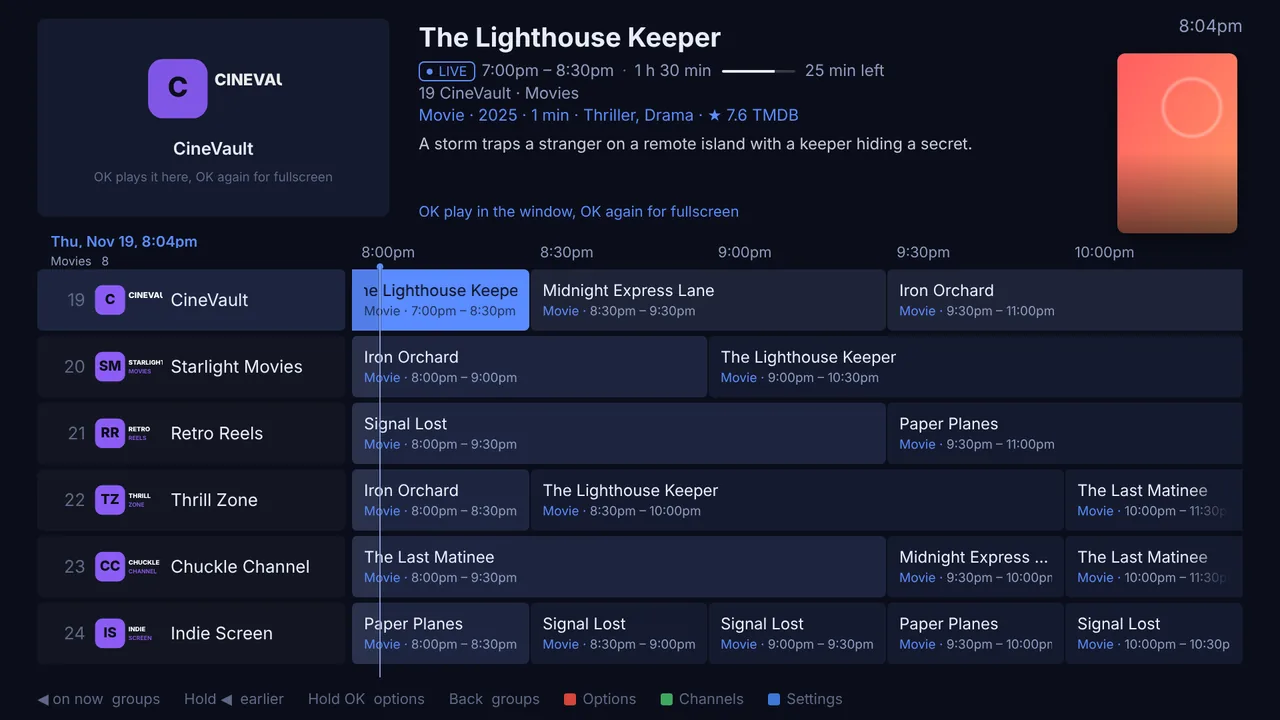 C CINEVAL
CineVault
OK plays it here, OK again for fullscreen
The Lighthouse Keeper
LIVE 7:00pm – 8:30pm · 1 h 30 min 25 min left
19 CineVault · Movies
Movie · 2025 · 1 min · Thriller, Drama · ★ 7.6 TMDB
A storm traps a stranger on a remote island with a keeper hiding a secret.
OK play in the window, OK again for fullscreen
8:04pm
Thu, Nov 19, 8:04pm
Movies 8
8:00pm 8:30pm 9:00pm 9:30pm 10:00pm
19 C CINEVAL CineVault
he Lighthouse Keepe
Movie · 7:00pm – 8:30pm
Midnight Express Lane
Movie · 8:30pm – 9:30pm
Iron Orchard
Movie · 9:30pm – 11:00pm
20 SM STARLIGHT MOVIES Starlight Movies
Iron Orchard
Movie · 8:00pm – 9:00pm
The Lighthouse Keeper
Movie · 9:00pm – 10:30pm
21 RR RETRO REELS Retro Reels
Signal Lost
Movie · 8:00pm – 9:30pm
Paper Planes
Movie · 9:30pm – 11:00pm
22 TZ THRILL ZONE Thrill Zone
Iron Orchard
Movie · 8:00pm – 8:30pm
The Lighthouse Keeper
Movie · 8:30pm – 10:00pm
The Last Matinee
Movie · 10:00pm – 11:30p
23 CC CHUCKLE CHANNEL Chuckle Channel
The Last Matinee
Movie · 8:00pm – 9:30pm
Midnight Express ...
Movie · 9:30pm – 10:00pm
The Last Matinee
Movie · 10:00pm – 11:30p
24 IS INDIE SCREEN Indie Screen
Paper Planes
Movie · 8:00pm – 8:30pm
Signal Lost
Movie · 8:30pm – 9:00pm
Signal Lost
Movie · 9:00pm – 9:30pm
Paper Planes
Movie · 9:30pm – 10:00pm
Signal Lost
Movie · 10:00pm – 10:30p
◀ on now groups Hold ◀ earlier Hold OK options Back groups Options Channels Settings